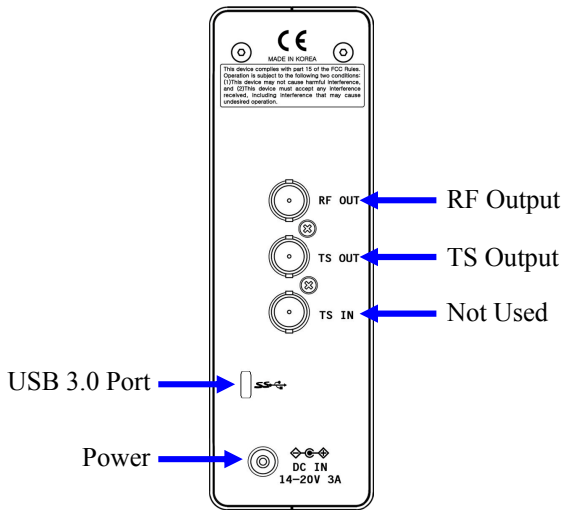 CE
MADE IN KOREA
This device complies with part 15 of the FCC Rules.
Operation is subject to the following two conditions:
(1)This device may not cause harmful interference,
and (2)This device must accept any interference
received, including interference that may cause
undesired operation.
RF OUT
RF Output
TS OUT
TS Output
TS IN
Not Used
USB 3.0 Port
SS
Power
DC IN
14-20V 3A